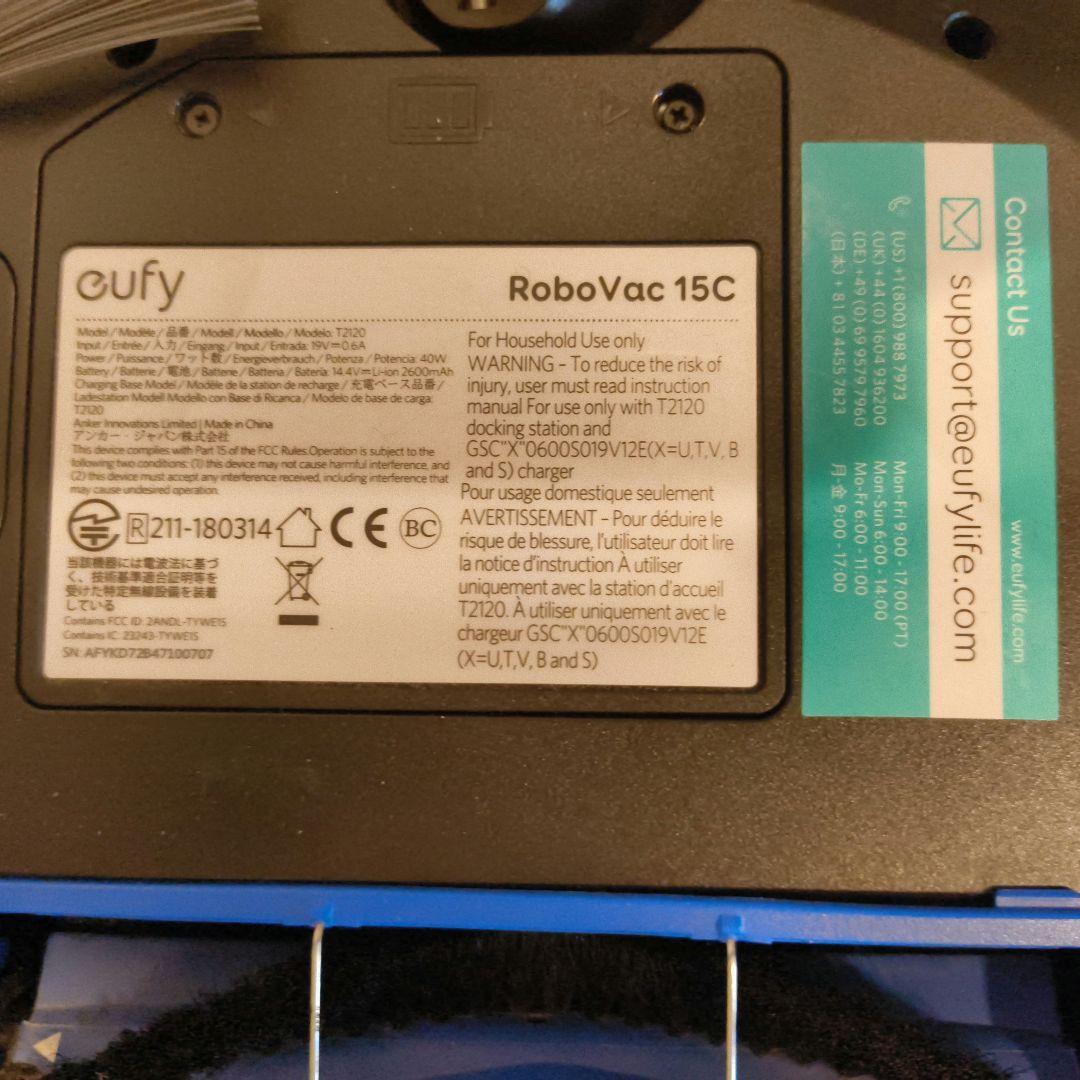 eufy
RoboVac 15C
Model / Modèle / 品番 / Modell / Modello / Modelo: T2120
Input / Entrée / 入力 / Eingang / Input / Entrada: 19V⎓0.6A
Power / Puissance / ワット数 / Energieverbrauch / Potenza / Potencia: 40W
Battery / Batterie / 電池 / Batterie / Batteria / Batería: 14.4V⎓Li-ion 2600mAh
Charging Base Model / Modèle de la station de recharge / 充電ベース品番 /
Ladestation Modell Modello con Base di Ricanca / Modelo de base de carga:
T2120
Anker Innovations Limited | Made in China
アンカー・ジャパン株式会社
This device complies with Part 15 of the FCC Rules. Operation is subject to the
following two conditions: (1) this device may not cause harmful interference, and
(2) this device must accept any interference received, including interference that
may cause undesired operation.
R 211-180314 CE BC
当該機器には電波法に基づ
く、技術基準適合証明等を
受けた特定無線設備を装着
している
Contains FCC ID: 2ANDL-TYWE1S
Contains IC: 23243-TYWE1S
SN: AFYKD72B47100707
For Household Use only
WARNING – To reduce the risk of
injury, user must read instruction
manual For use only with T2120
docking station and
GSC"X"0600S019V12E(X=U,T,V, B
and S) charger
Pour usage domestique seulement
AVERTISSEMENT – Pour déduire le
risque de blessure, l'utilisateur doit lire
la notice d'instruction À utiliser
uniquement avec la station d'accueil
T2120. À utiliser uniquement avec le
chargeur GSC"X"0600S019V12E
(X=U,T,V, B and S)
Contact Us
www.eufylife.com
support@eufylife.com
(US) +1 (800) 988 7973 Mon-Fri 9:00 - 17:00 (PT)
(UK) +44 (0) 1604 936200 Mon-Sun 6:00 - 14:00
(DE) +49 (0) 69 9579 7960 Mo-Fr 6:00 - 11:00
(日本) +81 03 4455 7823 月-金 9:00 - 17:00